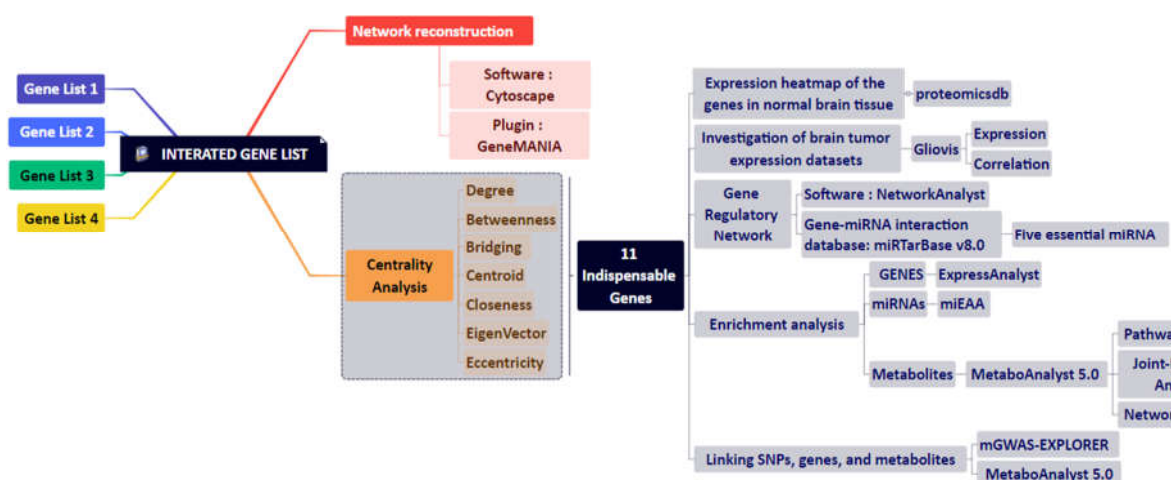 Gene List 1
Gene List 2
Gene List 3
Gene List 4
INTERATED GENE LIST
Network reconstruction
Software :
Cytoscape
Plugin :
GeneMANIA
Centrality
Analysis
Degree
Betweenness
Bridging
Centroid
Closeness
EigenVector
Eccentricity
11
Indispensable
Genes
Expression heatmap of the
genes in normal brain tissue
proteomicsdb
Investigation of brain tumor
expression datasets
Gliovis
Expression
Correlation
Gene
Regulatory
Network
Software : NetworkAnalyst
Gene-miRNA interaction
database: miRTarBase v8.0
Five essential miRNA
Enrichment analysis
GENES
ExpressAnalyst
miRNAs
miEAA
Metabolites
MetaboAnalyst 5.0
Pathwa
Joint-
An
Network
Linking SNPs, genes, and metabolites
mGWAS-EXPLORER
MetaboAnalyst 5.0